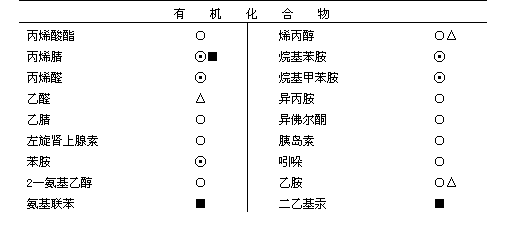 有 机 化 合 物
丙烯酸酯 ○ 烯丙醇 ○△
丙烯腈 ⊙■ 烷基苯胺 ⊙
丙烯醛 ⊙ 烷基甲苯胺 ⊙
乙醛 △ 异丙胺 ○
乙腈 ○ 异佛尔酮 ○
左旋肾上腺素 ○ 胰岛素 ○
苯胺 ⊙ 吲哚 ○
2一氨基乙醇 ○ 乙胺 ○△
氨基联苯 ■ 二乙基汞 ■